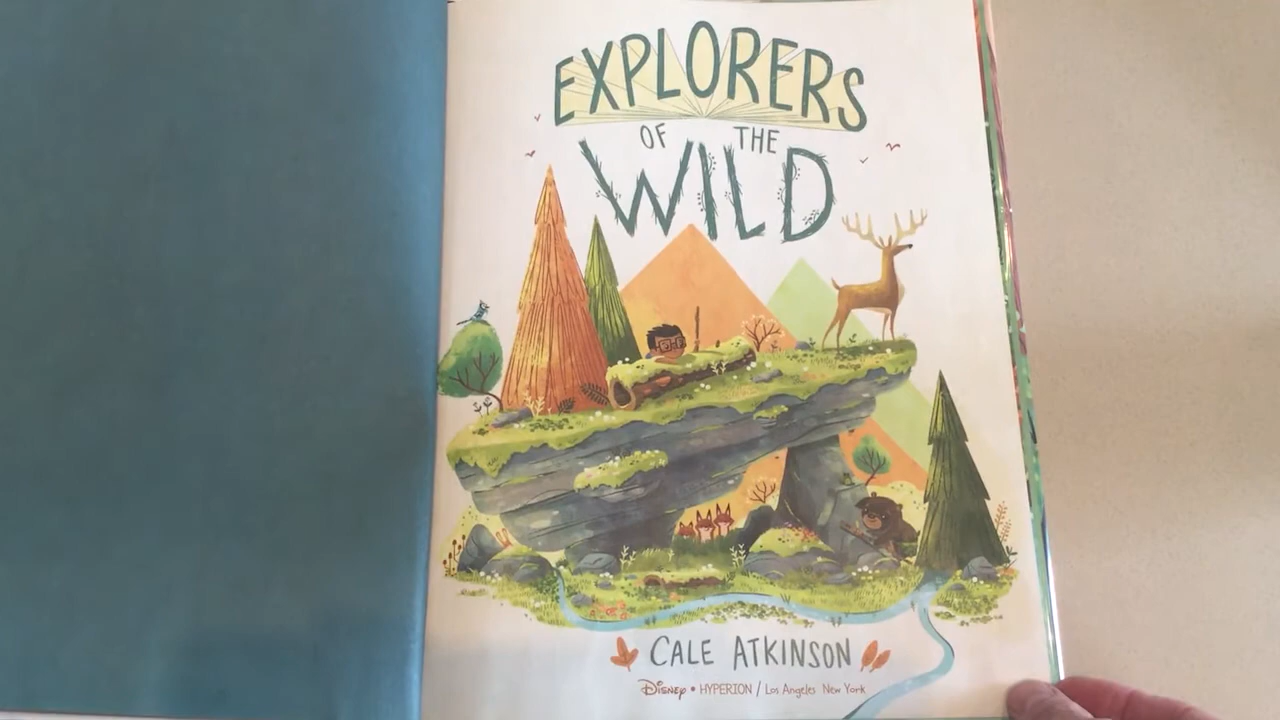 EXPLORERS
OF THE
WILD
CALE ATKINSON
Disney • HYPERION / Los Angeles New York